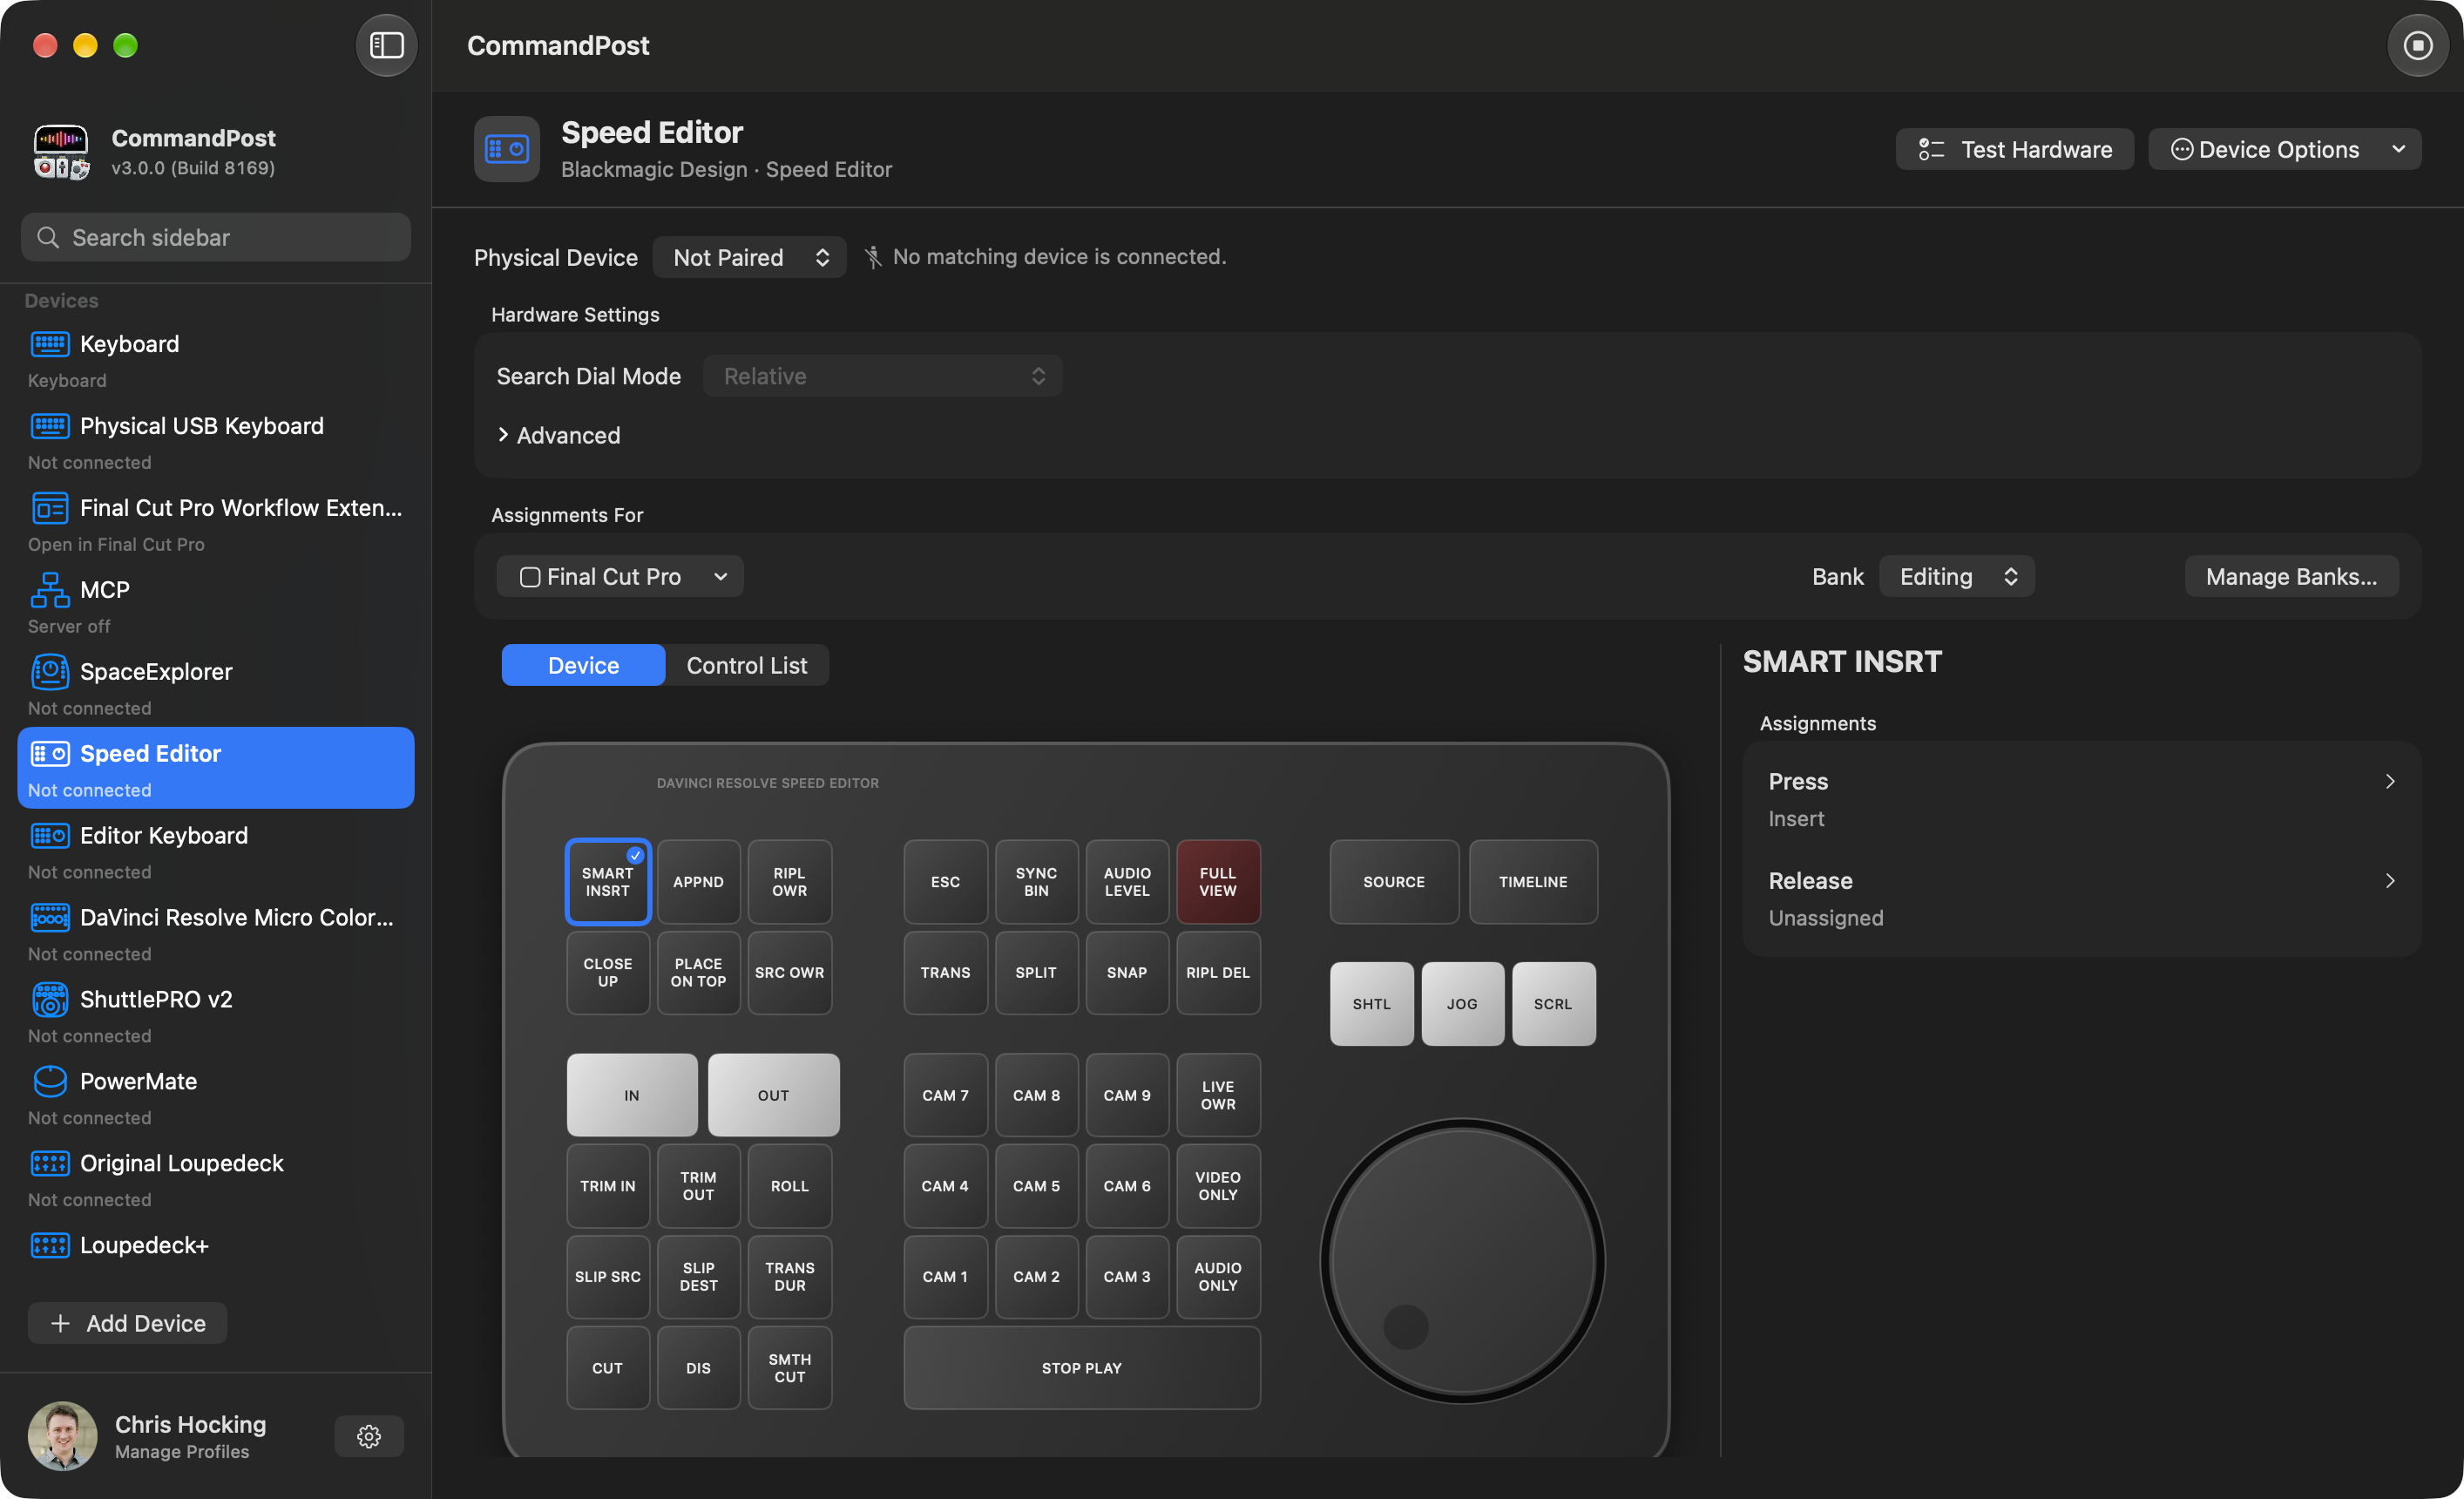 CommandPost
v3.0.0 (Build 8169)
Search sidebar
Devices
Keyboard
Keyboard
Physical USB Keyboard
Not connected
Final Cut Pro Workflow Exten...
Open in Final Cut Pro
MCP
Server off
SpaceExplorer
Not connected
Speed Editor
Not connected
Editor Keyboard
Not connected
DaVinci Resolve Micro Color...
Not connected
ShuttlePRO v2
Not connected
PowerMate
Not connected
Original Loupedeck
Not connected
Loupedeck+
Add Device
Chris Hocking
Manage Profiles
CommandPost
Speed Editor
Blackmagic Design · Speed Editor
Test Hardware
Device Options
Physical Device
Not Paired
No matching device is connected.
Hardware Settings
Search Dial Mode
Relative
Advanced
Assignments For
Final Cut Pro
Bank
Editing
Manage Banks...
Device
Control List
DAVINCI RESOLVE SPEED EDITOR
SMART
INSRT
APPND
RIPL
OWR
ESC
SYNC
BIN
AUDIO
LEVEL
FULL
VIEW
SOURCE
TIMELINE
CLOSE
UP
PLACE
ON TOP
SRC OWR
TRANS
SPLIT
SNAP
RIPL DEL
SHTL
JOG
SCRL
IN
OUT
CAM 7
CAM 8
CAM 9
LIVE
OWR
TRIM IN
TRIM
OUT
ROLL
CAM 4
CAM 5
CAM 6
VIDEO
ONLY
SLIP SRC
SLIP
DEST
TRANS
DUR
CAM 1
CAM 2
CAM 3
AUDIO
ONLY
CUT
DIS
SMTH
CUT
STOP PLAY
SMART INSRT
Assignments
Press
Insert
Release
Unassigned